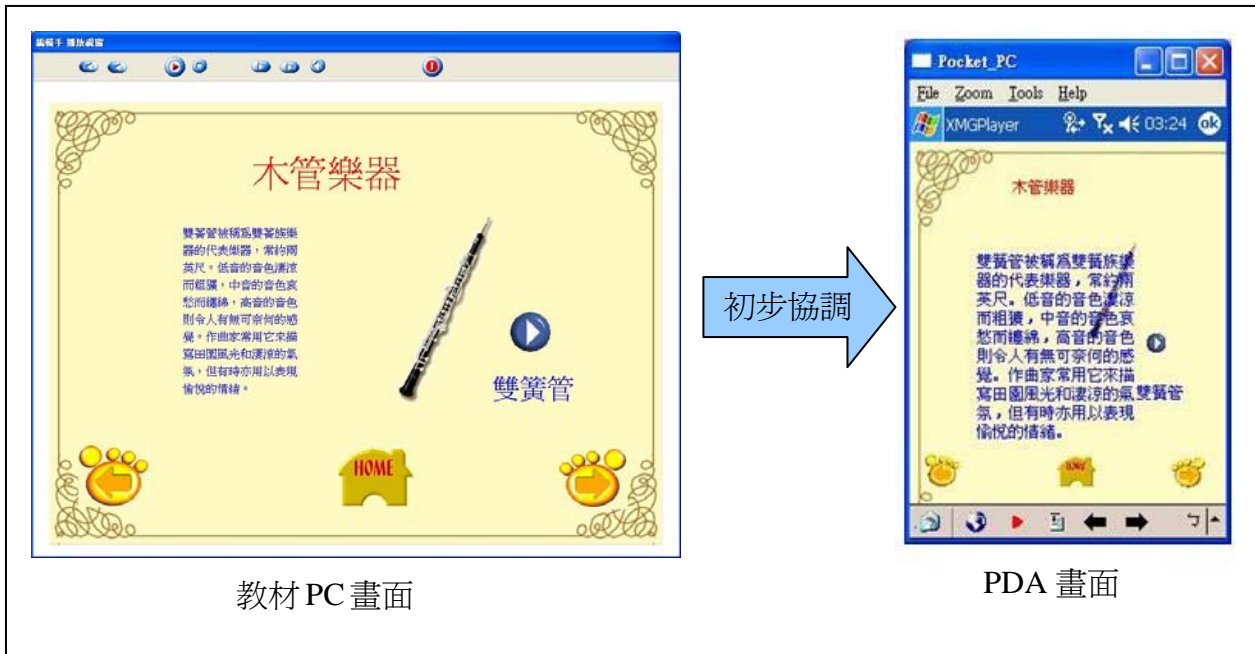 編輯手 播放視窗
木管樂器
雙簧管被稱為雙簧族樂
器的代表樂器，常約兩
英尺。低音的音色淒涼
而粗獷，中音的音色哀
愁而纏綿，高音的音色
則令人有無可奈何的感
覺。作曲家常用它來描
寫田園風光和淒涼的氣
氛，但有時亦用以表現
愉悅的情緒。
雙簧管
HOME
教材 PC 畫面
初步協調
Pocket_PC
File Zoom Tools Help
XMGPlayer 03:24 ok
木管樂器
雙簧管被稱為雙簧族樂
器的代表樂器，常約兩
英尺。低音的音色淒涼
而粗獷，中音的音色哀
愁而纏綿，高音的音色
則令人有無可奈何的感
覺。作曲家常用它來描
寫田園風光和淒涼的氣
氛，但有時亦用以表現
愉悅的情緒。
雙簧管
HOME
ㄅ
PDA 畫面